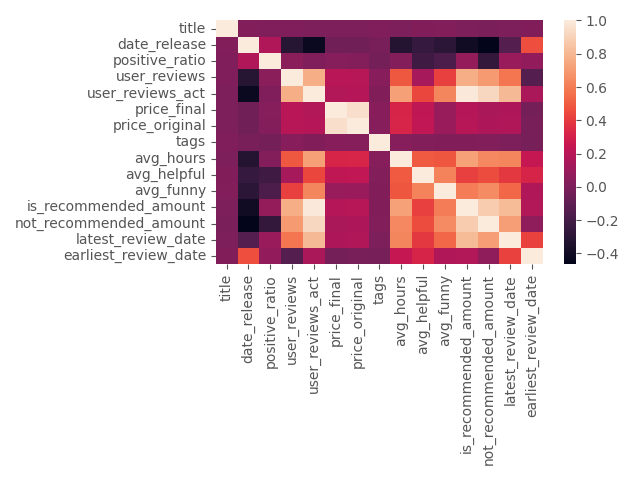 title
date_release
positive_ratio
user_reviews
user_reviews_act
price_final
price_original
tags
avg_hours
avg_helpful
avg_funny
is_recommended_amount
not_recommended_amount
latest_review_date
earliest_review_date
title
date_release
positive_ratio
user_reviews
user_reviews_act
price_final
price_original
tags
avg_hours
avg_helpful
avg_funny
is_recommended_amount
not_recommended_amount
latest_review_date
earliest_review_date
1.0
0.8
0.6
0.4
0.2
0.0
−0.2
−0.4